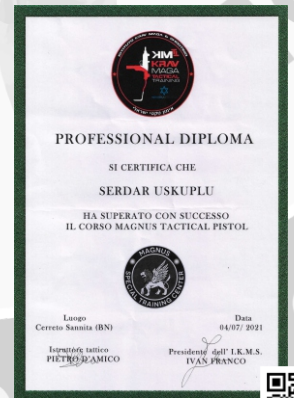 KRAV
MAGA
TACTICAL
TRAINING
PROFESSIONAL DIPLOMA
SI CERTIFICA CHE
SERDAR USKUPLU
HA SUPERATO CON SUCCESSO
IL CORSO MAGNUS TACTICAL PISTOL
MAGNUS
SPECIAL TRAINING CENTER
Luogo
Cerreto Sannita (BN)
Data
04/07/ 2021
Istruttore tattico
PIETRO D'AMICO
Presidente dell' I.K.M.S.
IVAN FRANCO